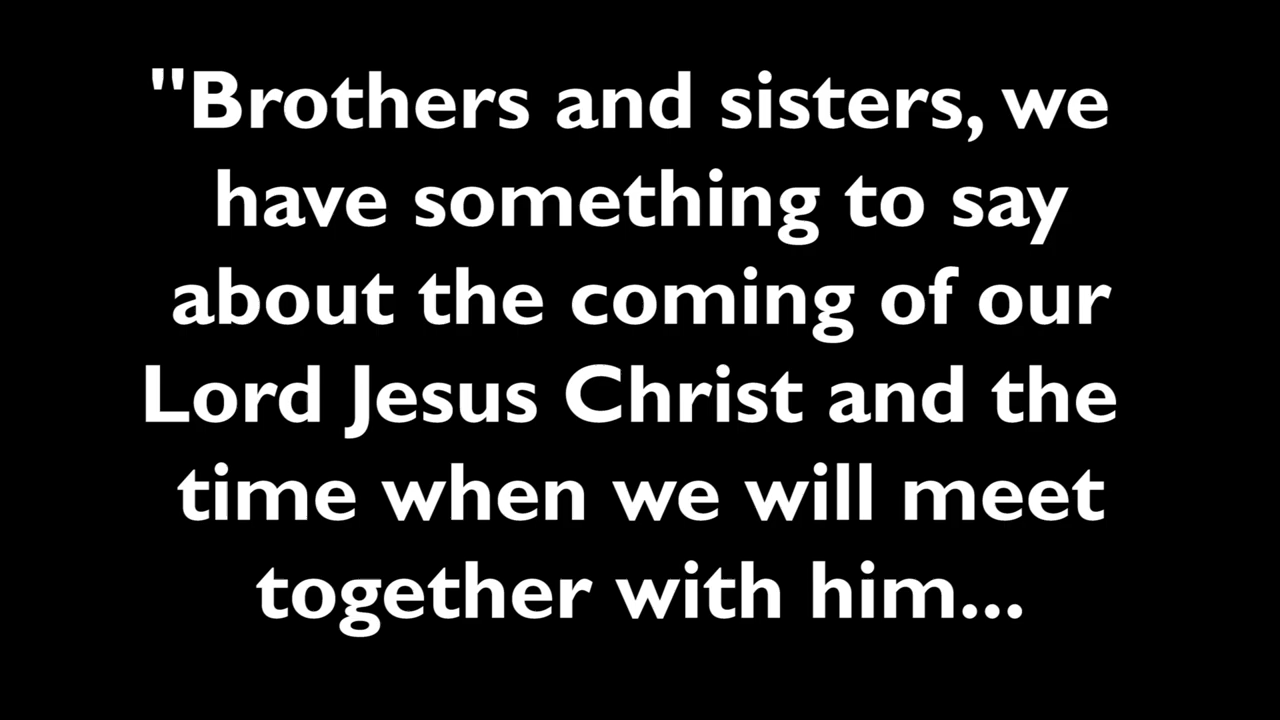 "Brothers and sisters, we
have something to say
about the coming of our
Lord Jesus Christ and the
time when we will meet
together with him...